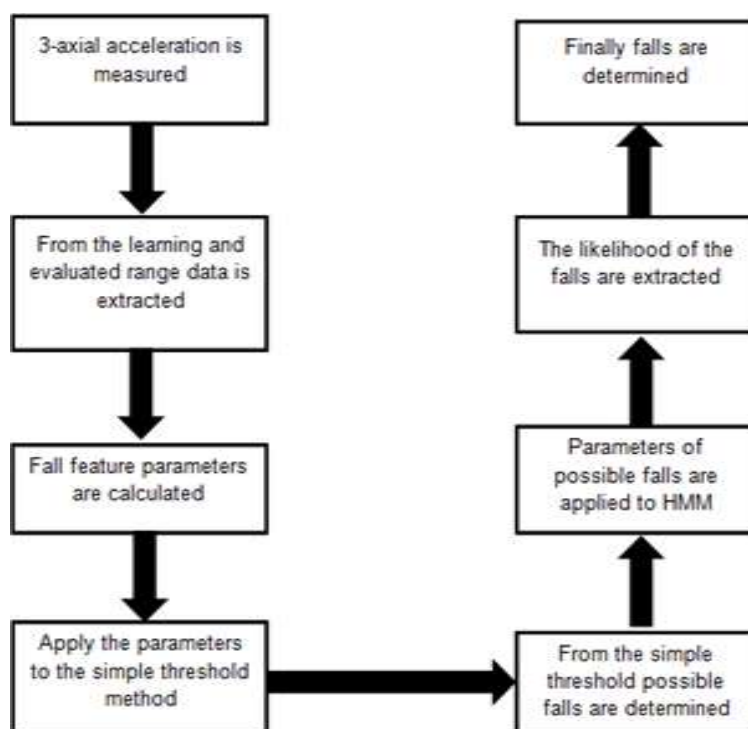 3-axial acceleration is
measured
From the learning and
evaluated range data is
extracted
Fall feature parameters
are calculated
Apply the parameters
to the simple threshold
method
From the simple
threshold possible
falls are determined
Parameters of
possible falls are
applied to HMM
The likelihood of the
falls are extracted
Finally falls are
determined